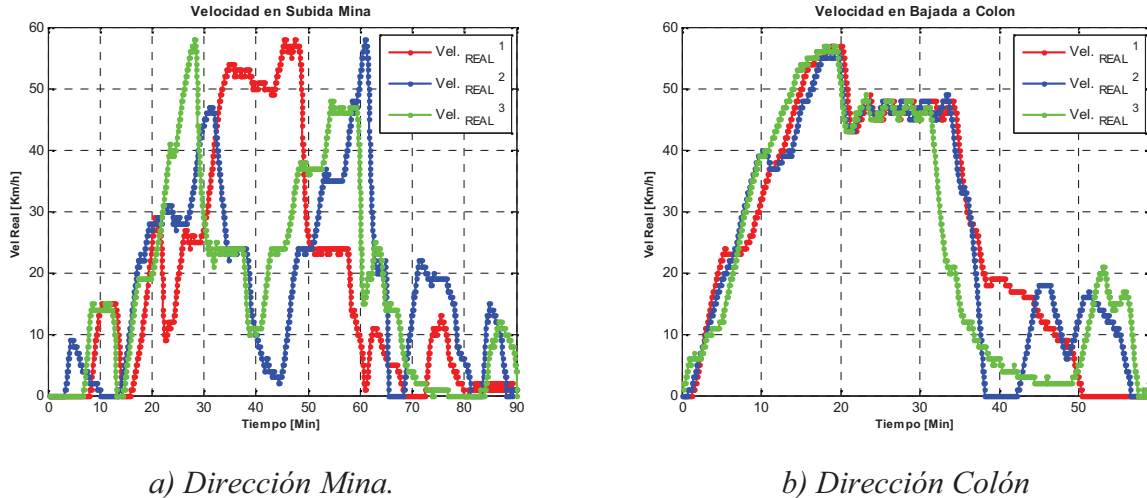 Velocidad en Subida Mina
60
50
40
30
20
10
0
Vel Real [Km/h]
Vel. REAL 1
Vel. REAL 2
Vel. REAL 3
0 10 20 30 40 50 60 70 80 90
Tiempo [Min]
a) Dirección Mina.
Velocidad en Bajada a Colon
60
50
40
30
20
10
0
Vel Real [Km/h]
Vel. REAL 1
Vel. REAL 2
Vel. REAL 3
0 10 20 30 40 50
Tiempo [Min]
b) Dirección Colón